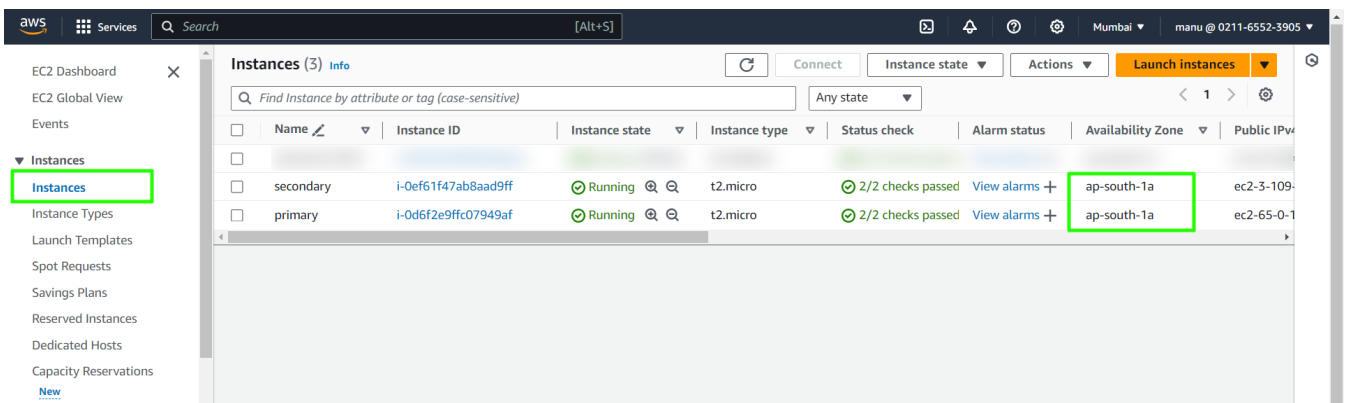 aws Services Search [Alt+S] Mumbai manu @ 0211-6552-3905
EC2 Dashboard
EC2 Global View
Events
Instances
Instances
Instance Types
Launch Templates
Spot Requests
Savings Plans
Reserved Instances
Dedicated Hosts
Capacity Reservations
New
Instances (3) Info Connect Instance state Actions Launch instances
Find Instance by attribute or tag (case-sensitive) Any state 1
Name Instance ID Instance state Instance type Status check Alarm status Availability Zone Public IPv4
secondary i-0ef61f47ab8aad9ff Running t2.micro 2/2 checks passed View alarms ap-south-1a ec2-3-109-
primary i-0d6f2e9ffc07949af Running t2.micro 2/2 checks passed View alarms ap-south-1a ec2-65-0-1